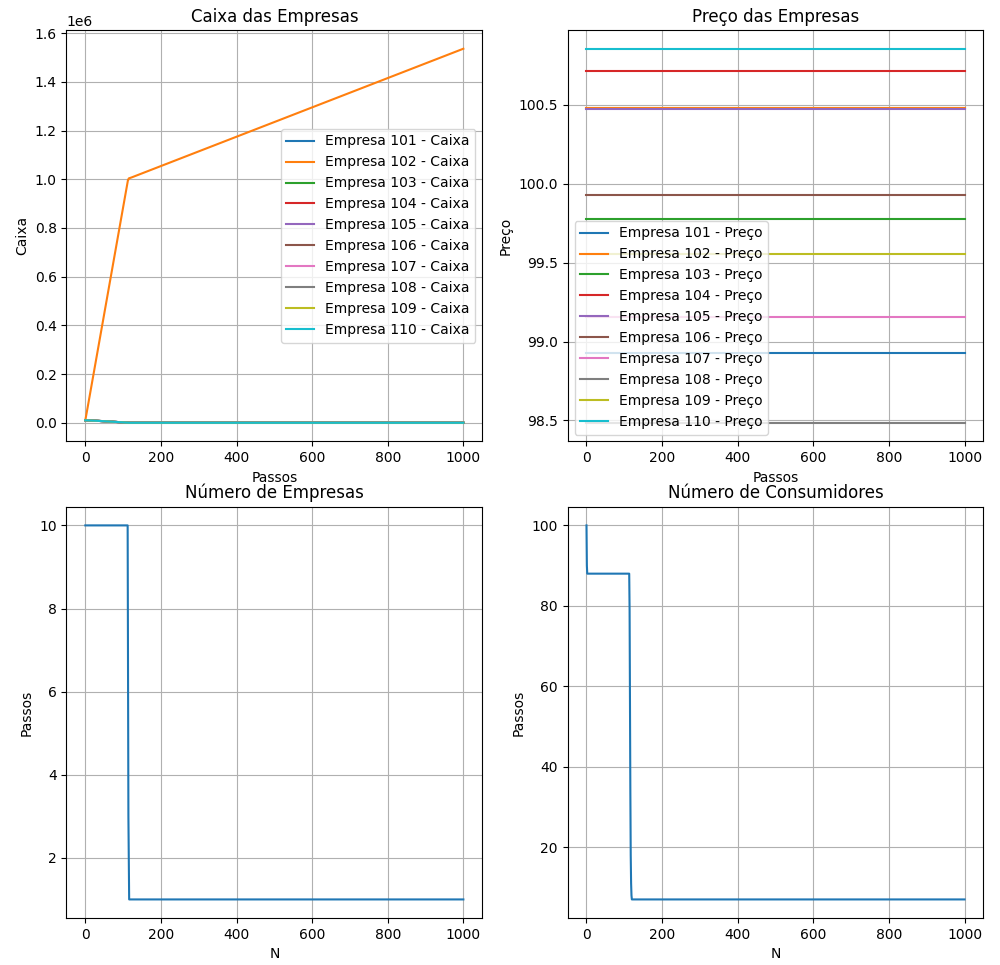 Caixa das Empresas
1e6
1.6
1.4
1.2
1.0
0.8
0.6
0.4
0.2
0.0
Caixa
Empresa 101 - Caixa
Empresa 102 - Caixa
Empresa 103 - Caixa
Empresa 104 - Caixa
Empresa 105 - Caixa
Empresa 106 - Caixa
Empresa 107 - Caixa
Empresa 108 - Caixa
Empresa 109 - Caixa
Empresa 110 - Caixa
0 200 400 600 800 1000
Passos
Preço das Empresas
100.5
100.0
99.5
99.0
98.5
Preço
Empresa 101 - Preço
Empresa 102 - Preço
Empresa 103 - Preço
Empresa 104 - Preço
Empresa 105 - Preço
Empresa 106 - Preço
Empresa 107 - Preço
Empresa 108 - Preço
Empresa 109 - Preço
Empresa 110 - Preço
0 200 400 600 800 1000
Passos
Número de Empresas
10
8
6
4
2
Passos
0 200 400 600 800 1000
N
Número de Consumidores
100
80
60
40
20
Passos
0 200 400 600 800 1000
N